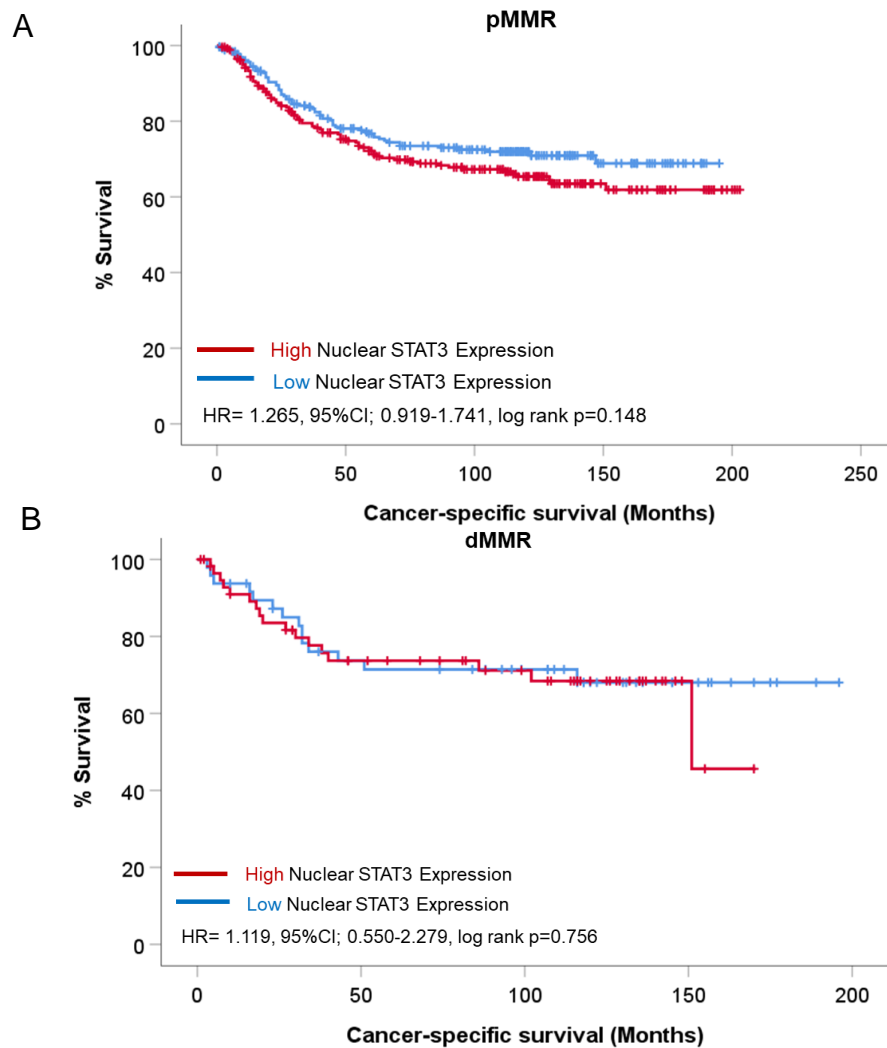 A
pMMR
100
80
60
40
20
0
% Survival
High Nuclear STAT3 Expression
Low Nuclear STAT3 Expression
HR= 1.265, 95%CI; 0.919-1.741, log rank p=0.148
0 50 100 150 200 250
Cancer-specific survival (Months)
B
dMMR
100
80
60
40
20
0
% Survival
High Nuclear STAT3 Expression
Low Nuclear STAT3 Expression
HR= 1.119, 95%CI; 0.550-2.279, log rank p=0.756
0 50 100 150 200
Cancer-specific survival (Months)